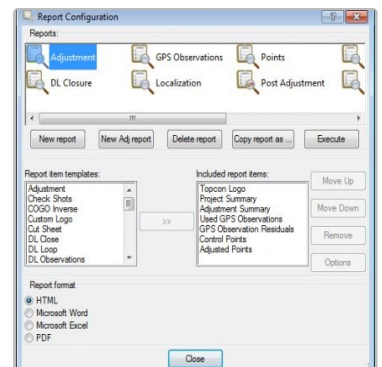 Report Configuration
Reports:
Adjustment GPS Observations Points
DL Closure Localization Post Adjustment
New report New Adj report Delete report Copy report as ... Execute
Report item templates: Included report items:
Adjustment
Check Shots
COGO Inverse
Custom Logo
Cut Sheet
DL Close
DL Loop
DL Observations
>>
Topcon Logo
Project Summary
Adjustment Summary
Used GPS Observations
GPS Observation Residuals
Control Points
Adjusted Points
Move Up
Move Down
Remove
Options
Report format
HTML
Microsoft Word
Microsoft Excel
PDF
Close